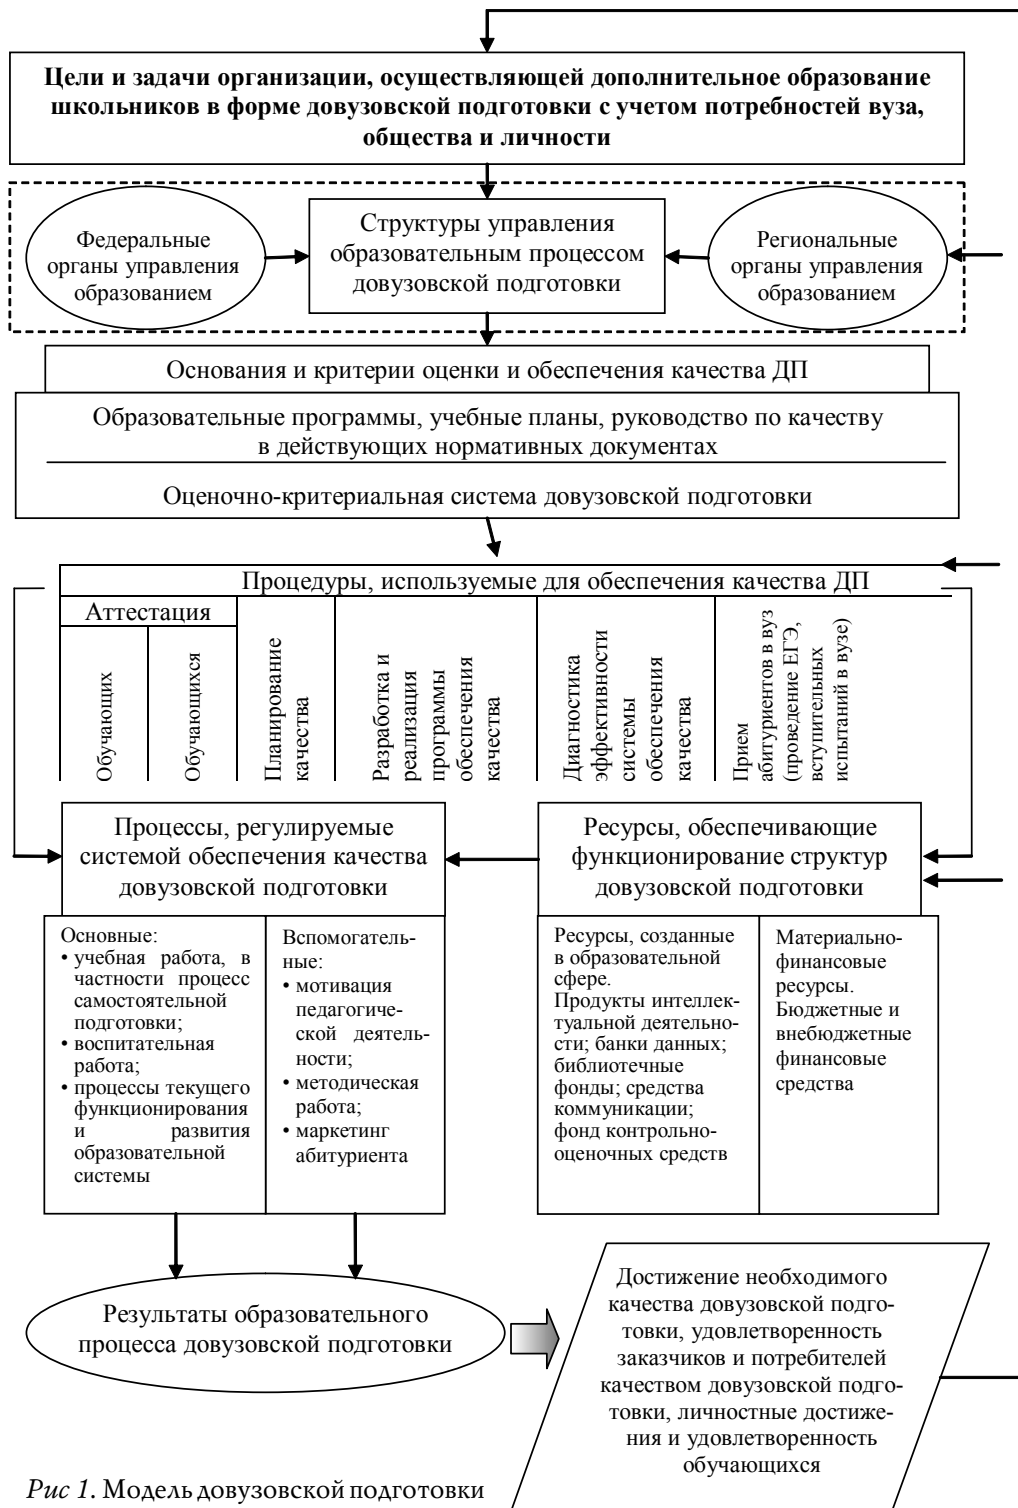 Цели и задачи организации, осуществляющей дополнительное образование
школьников в форме довузовской подготовки с учетом потребностей вуза,
общества и личности
Федеральные
органы управления
образованием
Структуры управления
образовательным процессом
довузовской подготовки
Региональные
органы управления
образованием
Основания и критерии оценки и обеспечения качества ДП
Образовательные программы, учебные планы, руководство по качеству
в действующих нормативных документах
Оценочно-критериальная система довузовской подготовки
Процедуры, используемые для обеспечения качества ДП
Аттестация
Обучающих
Обучающихся
Планирование
качества
Разработка и
реализация
программы
обеспечения
качества
Диагностика
эффективности
системы
обеспечения
качества
Прием
абитуриентов в вуз
(проведение ЕГЭ,
вступительных
испытаний в вузе)
Процессы, регулируемые
системой обеспечения качества
довузовской подготовки
Ресурсы, обеспечивающие
функционирование структур
довузовской подготовки
Основные:
• учебная работа, в
частности процесс
самостоятельной
подготовки;
• воспитательная
работа;
• процессы текущего
функционирования
и развития
образовательной
системы
Вспомогатель-
ные:
• мотивация
педагогиче-
ской деятель-
ности;
• методическая
работа;
• маркетинг
абитуриента
Ресурсы, созданные
в образовательной
сфере.
Продукты интеллек-
туальной деятельно-
сти; банки данных;
библиотечные
фонды; средства
коммуникации;
фонд контрольно-
оценочных средств
Материально-
финансовые
ресурсы.
Бюджетные и
внебюджетные
финансовые
средства
Результаты образовательного
процесса довузовской подготовки
Достижение необходимого
качества довузовской подго-
товки, удовлетворенность
заказчиков и потребителей
качеством довузовской подго-
товки, личностные достиже-
ния и удовлетворенность
обучающихся
Рис 1. Модель довузовской подготовки